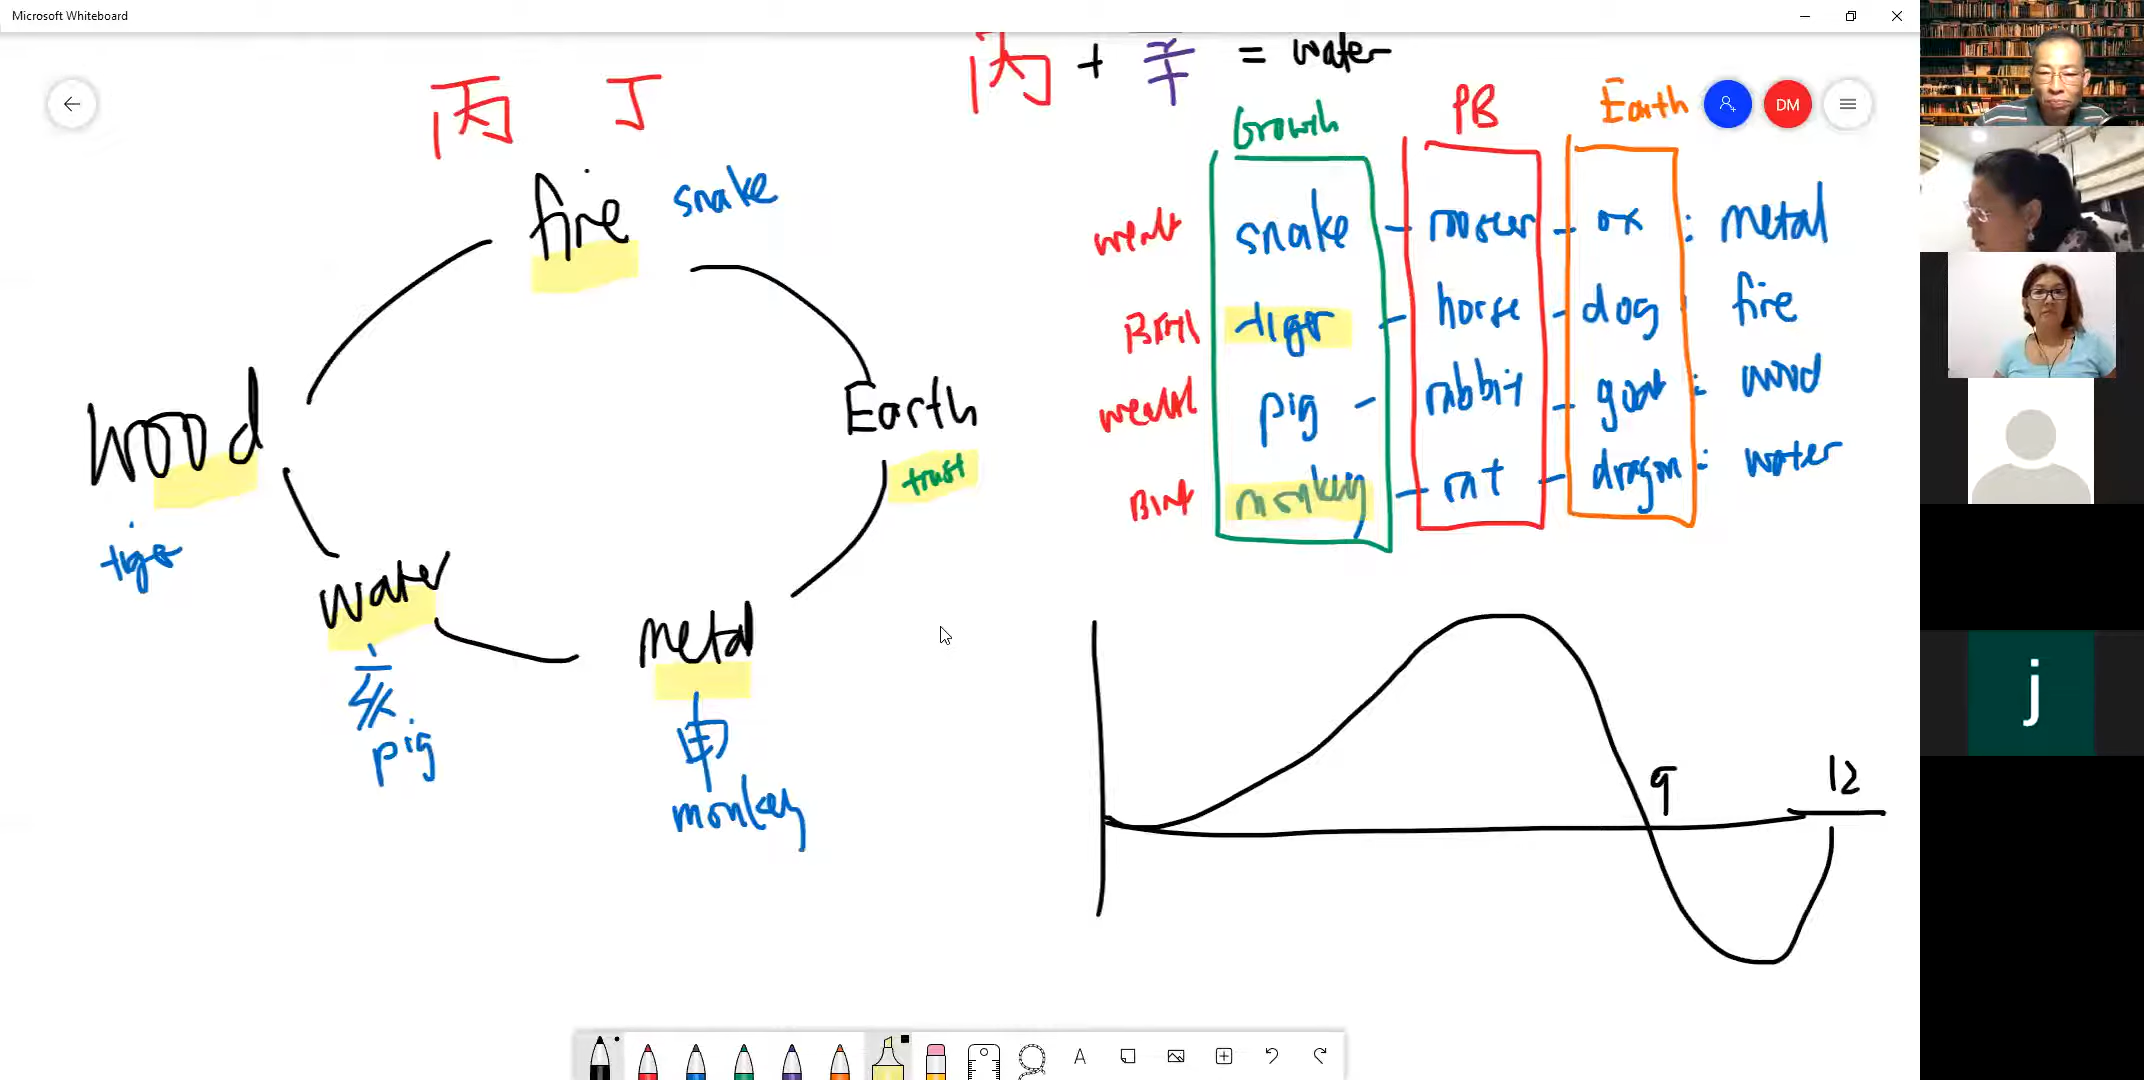 Microsoft Whiteboard
丙 + 辛 = water
丙 丁
DM
Growth PB Earth
fire snake
snake - rooster - ox : metal
tiger - horse - dog : fire
pig - rabbit - goat : wood
monkey - rat - dragon : water
Wood
tiger
Earth
trust
water
亥
pig
metal
申
monkey
9 12
j
A